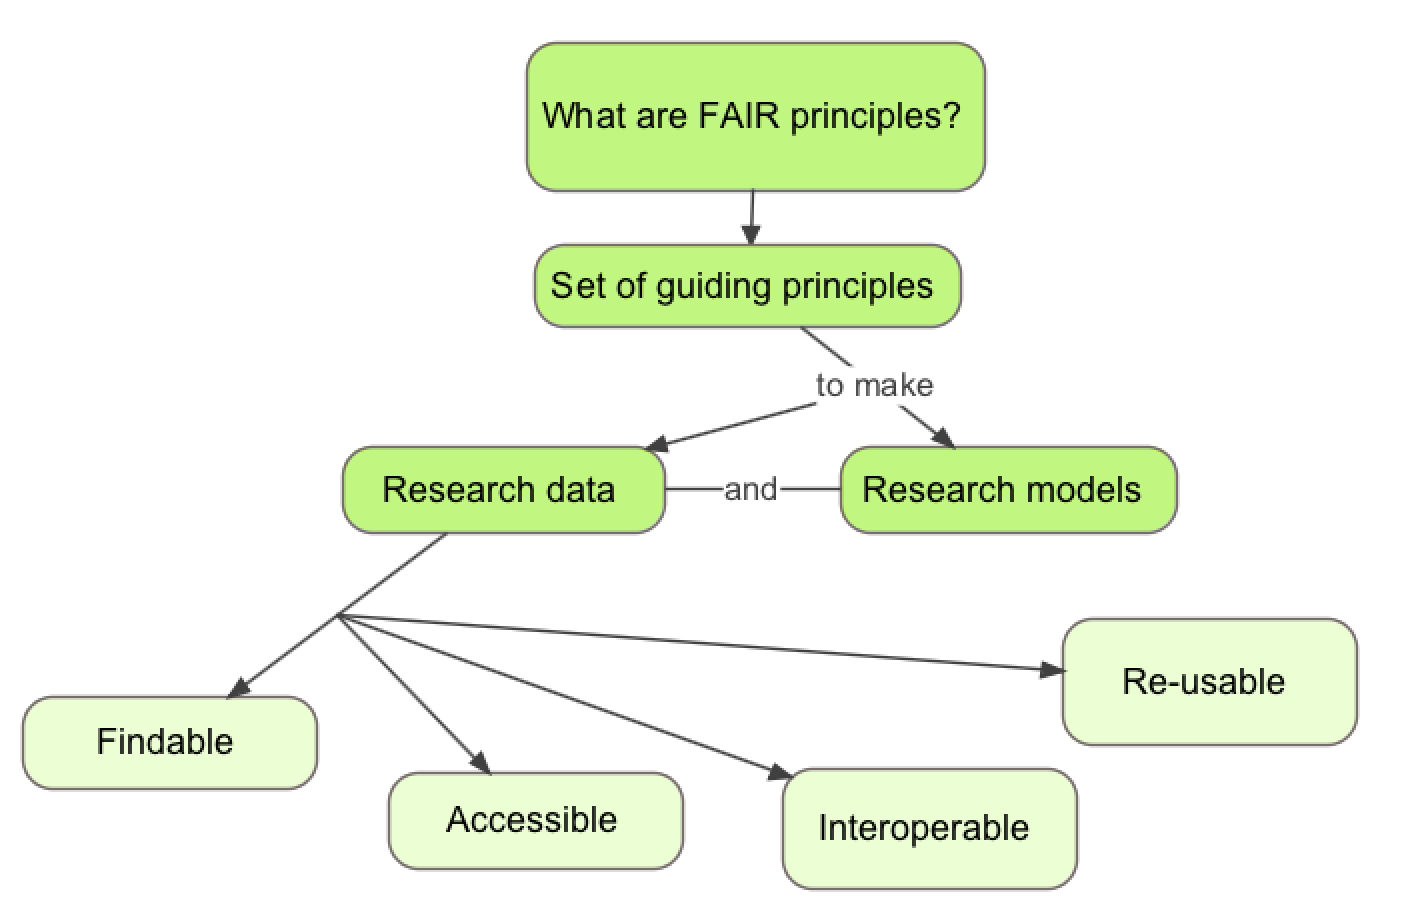 What are FAIR principles?
Set of guiding principles
to make
Research data
and
Research models
Re-usable
Findable
Accessible
Interoperable